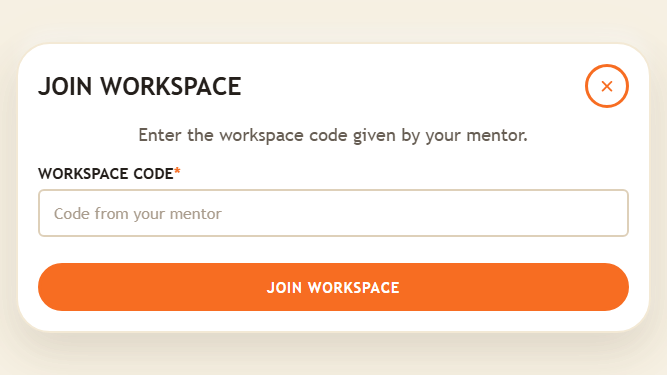 JOIN WORKSPACE
Enter the workspace code given by your mentor.
WORKSPACE CODE*
Code from your mentor
JOIN WORKSPACE